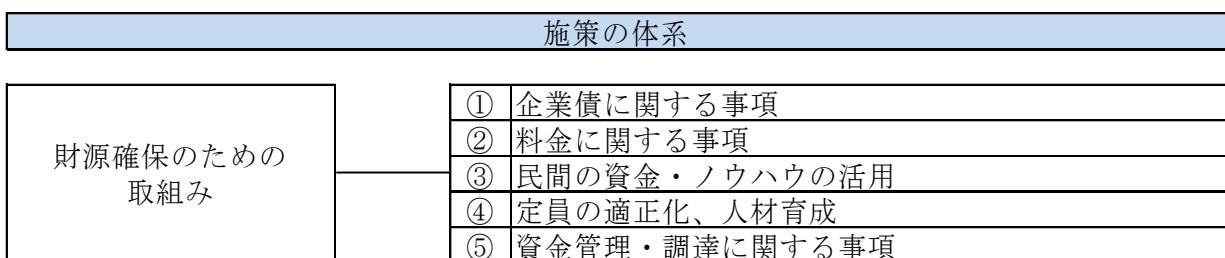 施策の体系
財源確保のための
取組み
① 企業債に関する事項
② 料金に関する事項
③ 民間の資金・ノウハウの活用
④ 定員の適正化、人材育成
⑤ 資金管理・調達に関する事項